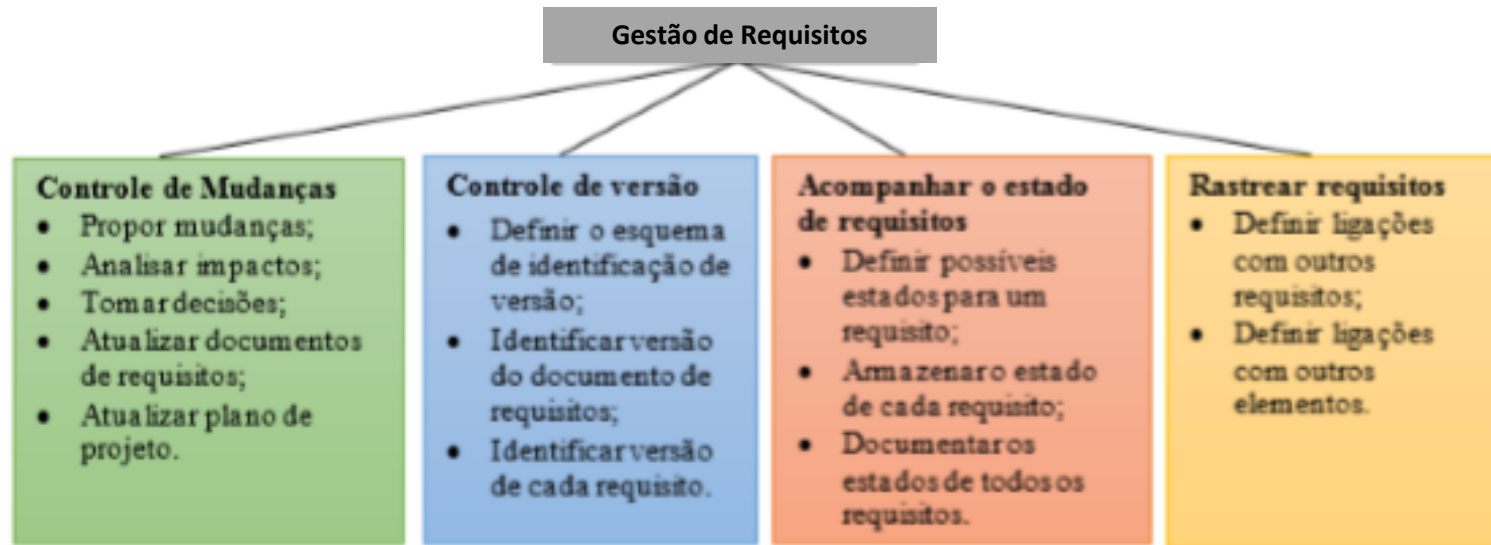 Gestão de Requisitos
Controle de Mudanças
• Propor mudanças;
• Analisar impactos;
• Tomar decisões;
• Atualizar documentos
de requisitos;
• Atualizar plano de
projeto.
Controle de versão
• Definir o esquema
de identificação de
versão;
• Identificar versão
do documento de
requisitos;
• Identificar versão
de cada requisito.
Acompanhar o estado
de requisitos
• Definir possíveis
estados para um
requisito;
• Armazenar o estado
de cada requisito;
• Documentar os
estados de todos os
requisitos.
Rastrear requisitos
• Definir ligações
com outros
requisitos;
• Definir ligações
com outros
elementos.